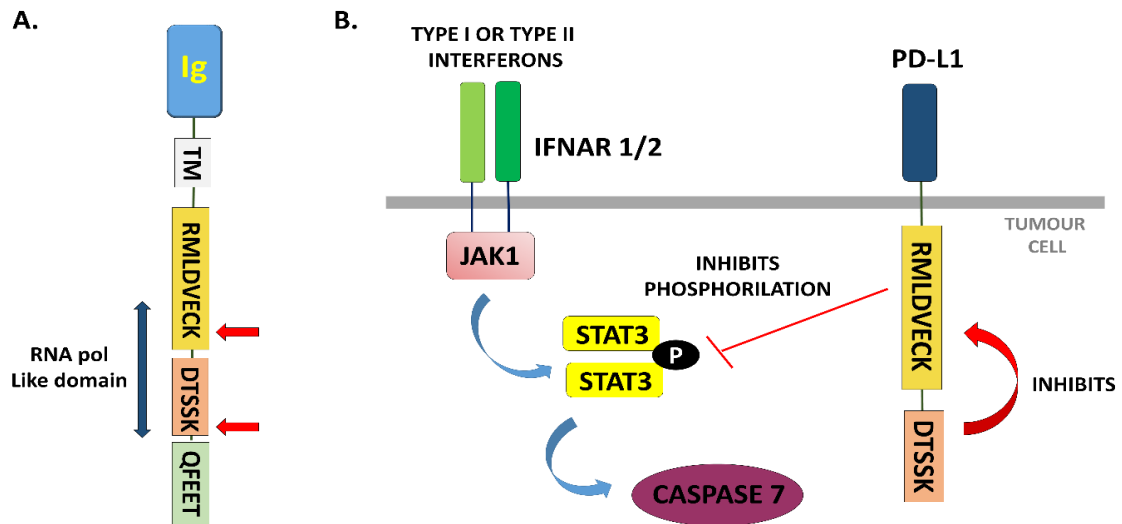 A.
Ig
TM
RMLDVECK
RNA pol
Like domain
DTSSK
QFEET
B.
TYPE I OR TYPE II
INTERFERONS
IFNAR 1/2
PD-L1
TUMOUR
CELL
JAK1
INHIBITS
PHOSPHORILATION
RMLDVECK
STAT3
P
STAT3
INHIBITS
DTSSK
CASPASE 7